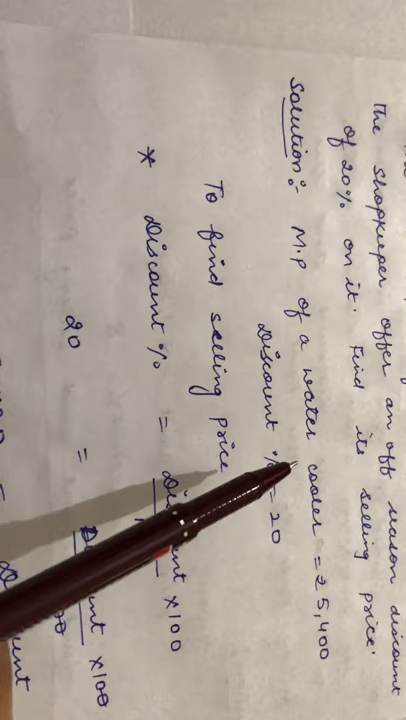 The shopkeeper offer an off season discount
of 20% on it. Find its selling price.
Solution:- M.P of a water cooler = 25,400
Discount % = 20
To find selling price
* Discount % = × 100
20 = × 100